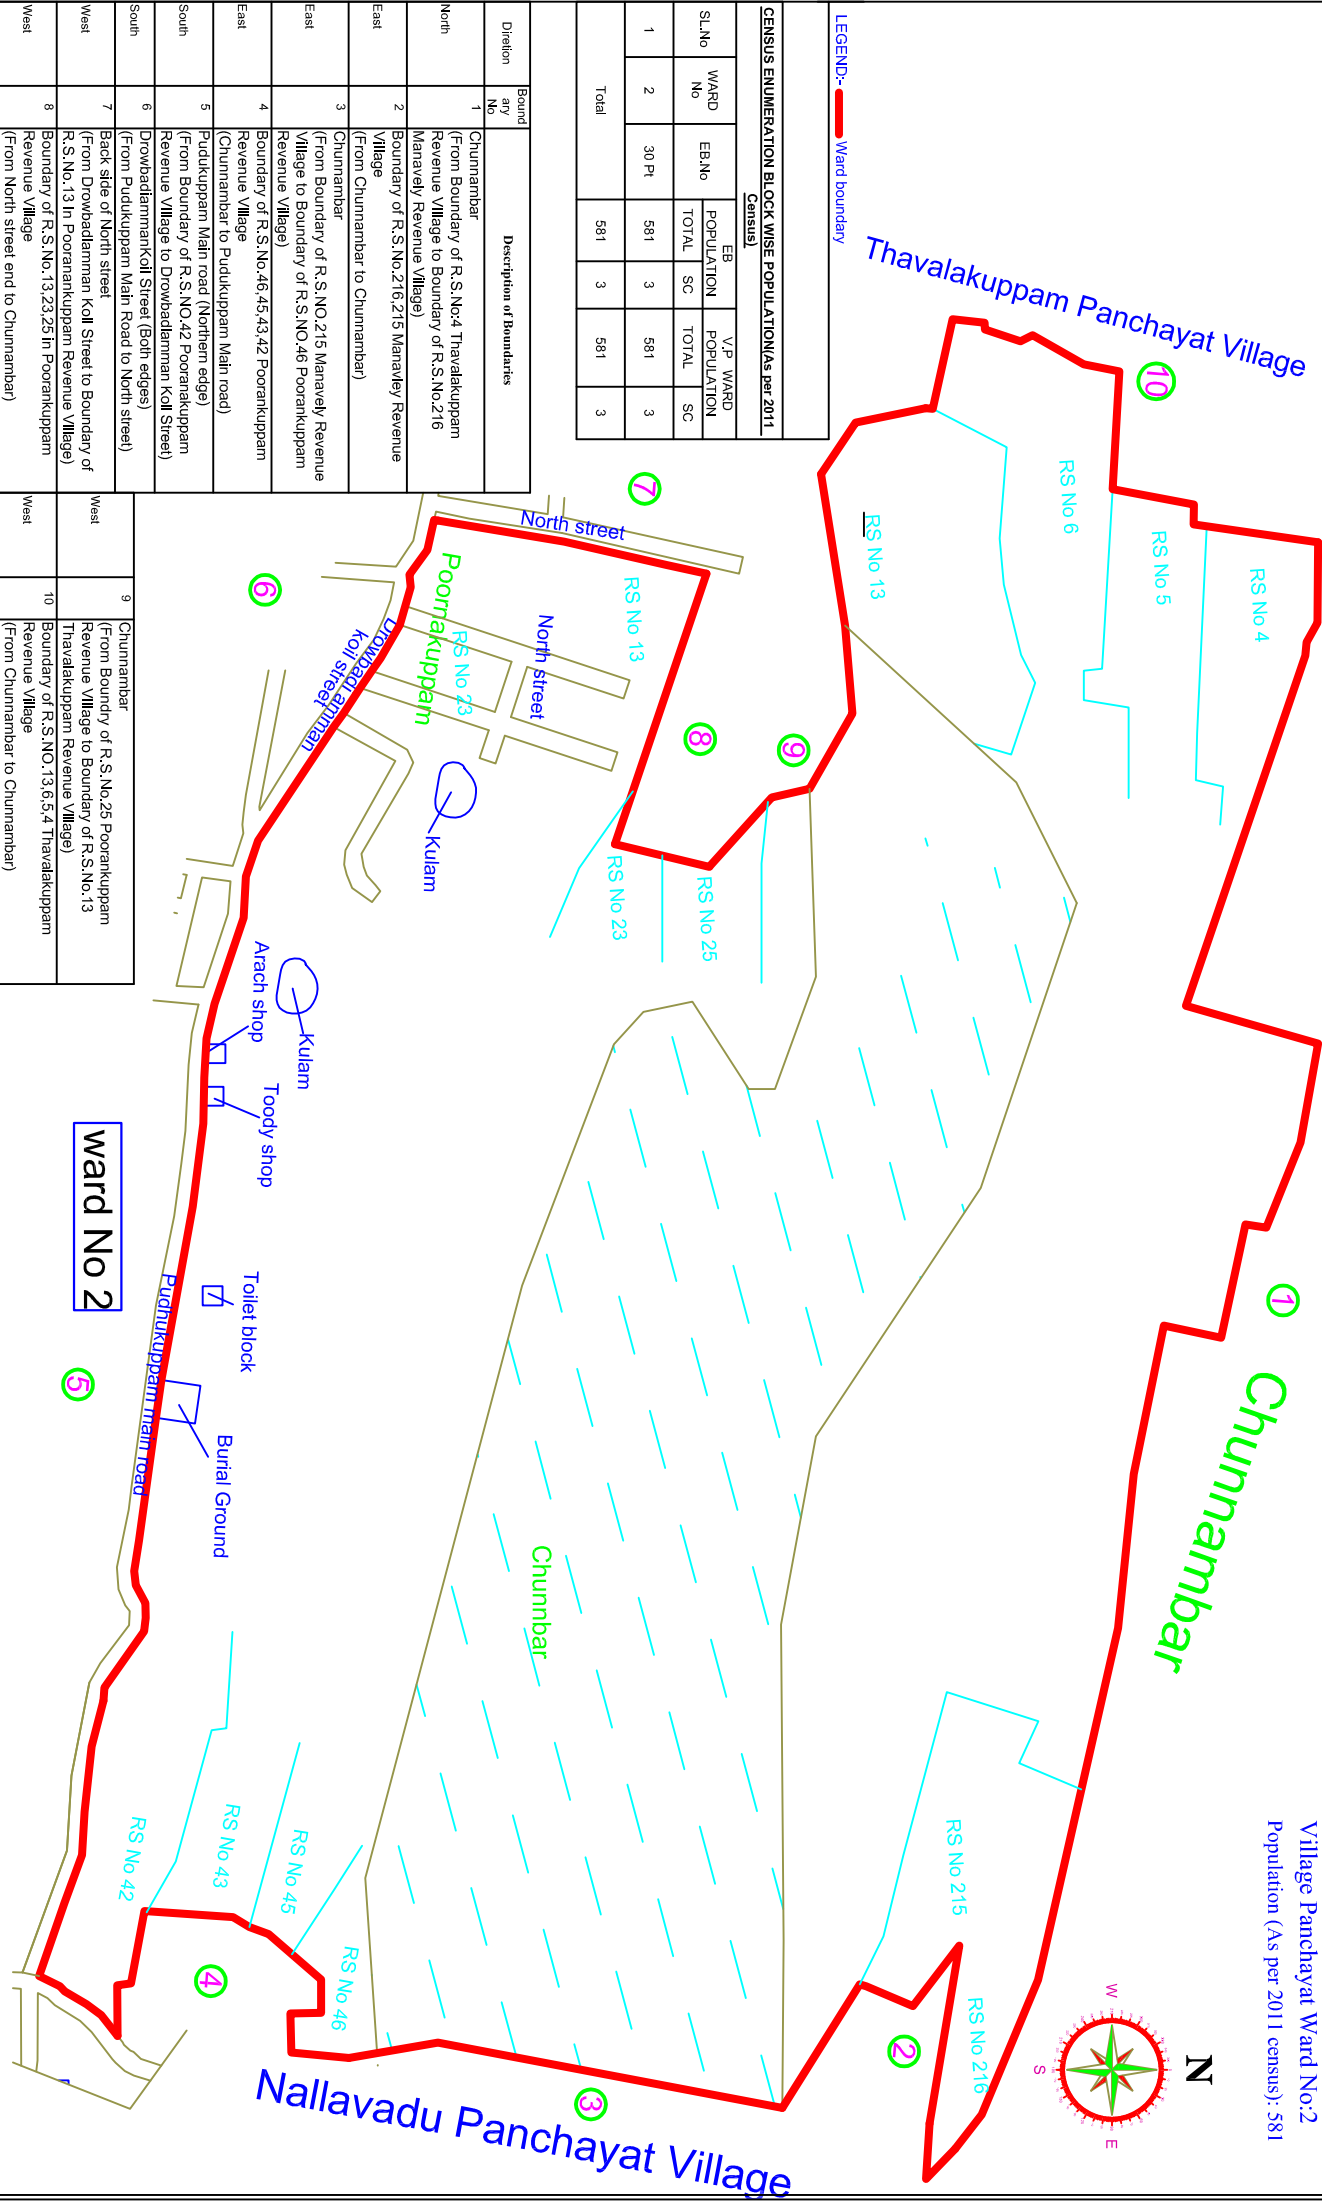 Village Panchayat Ward No:2
Population (As per 2011 census): 581
N
W
S
E
Chunnambar
Thavalakuppam Panchayat Village
Nallavadu Panchayat Village
LEGEND:- Ward boundary
CENSUS ENUMERATION BLOCK WISE POPULATION(As per 2011
Census)
SL.No WARD No EB.No EB POPULATION V.P WARD POPULATION
TOTAL SC TOTAL SC
1 2 30 Pt 581 3 581 3
Total 581 3 581 3
Diretion Bound ary No Description of Boundaries
North 1 Chunnambar
(From Boundary of R.S.No:4 Thavalakuppam
Revenue Village to Boundary of R.S.No.216
Manavely Revenue Village)
East 2 Boundary of R.S.No.216,215 Manavley Revenue
Village
(From Chunnambar to Chunnambar)
East 3 Chunnambar
(From Boundary of R.S.NO.215 Manavely Revenue
Village to Boundary of R.S.NO.46 Poorankuppam
Revenue Village)
East 4 Boundary of R.S.No.46,45,43,42 Poorankuppam
Revenue Village
(Chunnambar to Pudukuppam Main road)
South 5 Pudukuppam Main road (Northern edge)
(From Boundary of R.S.NO.42 Pooranakuppam
Revenue Village to Drowbadiamman Koil Street)
South 6 DrowbadiammanKoil Street (Both edges)
(From Pudukuppam Main Road to North street)
West 7 Back side of North street
(From Drowbadiamman Koil Street to Boundary of
R.S.No.13 in Pooranankuppam Revenue Village)
West 8 Boundary of R.S.No.13,23,25 in Poorankuppam
Revenue Village
(From North street end to Chunnambar)
West 9 Chunnambar
(From Boundry of R.S.No.25 Poorankuppam
Revenue Village to Boundary of R.S.No.13
Thavalakuppam Revenue Village)
West 10 Boundary of R.S.NO.13,6,5,4 Thavalakuppam
Revenue Village
(From Chunnambar to Chunnambar)
10
RS No 4
RS No 5
RS No 6
RS No 13
1
9
8
7
North street
RS No 13
North street
Poornakuppam
RS No 23
6
DrowbadLamman
koil street
Kulam
RS No 23
RS No 25
Kulam
Arach shop
Toody shop
Toilet block
Burial Ground
Pudhukuppam main road
5
ward No 2
Chunnbar
RS No 215
RS No 216
2
3
RS No 42
RS No 43
RS No 45
RS No 46
4